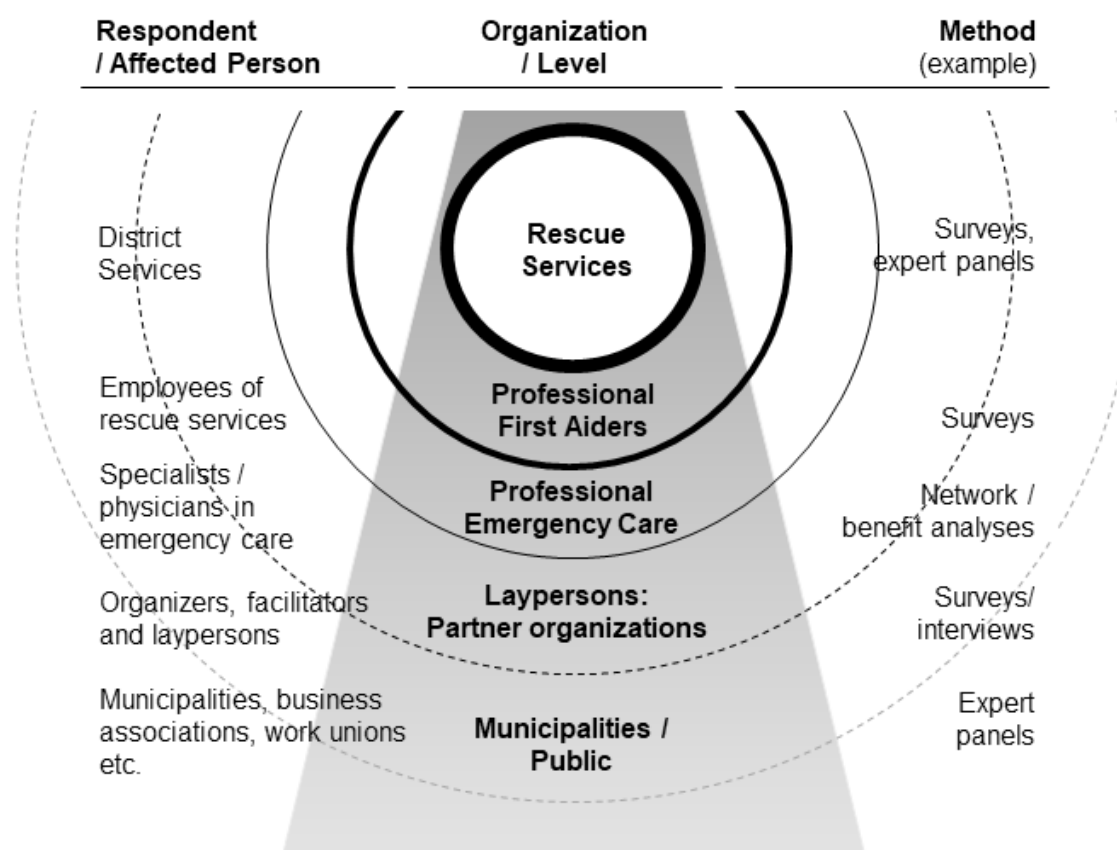 Respondent
/ Affected Person
Organization
/ Level
Method
(example)
District
Services
Rescue
Services
Surveys,
expert panels
Employees of
rescue services
Professional
First Aiders
Surveys
Specialists /
physicians in
emergency care
Professional
Emergency Care
Network /
benefit analyses
Organizers, facilitators
and laypersons
Laypersons:
Partner organizations
Surveys/
interviews
Municipalities, business
associations, work unions
etc.
Municipalities /
Public
Expert
panels